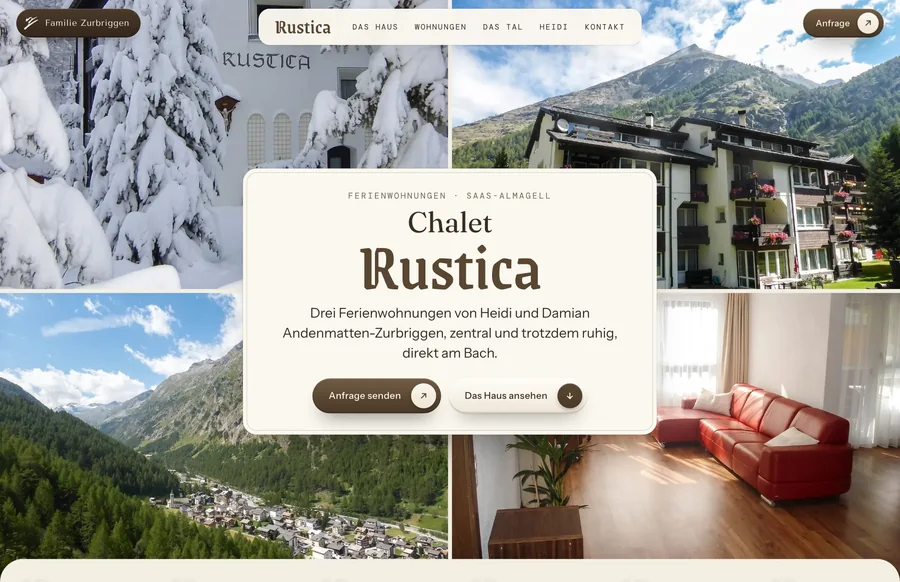 Familie Zurbriggen
Rustica
DAS HAUS
WOHNUNGEN
DAS TAL
HEIDI
KONTAKT
Anfrage
RUSTICA
FERIENWOHNUNGEN · SAAS-ALMAGELL
Chalet
Rustica
Drei Ferienwohnungen von Heidi und Damian
Andenmatten-Zurbriggen, zentral und trotzdem ruhig,
direkt am Bach.
Anfrage senden
Das Haus ansehen